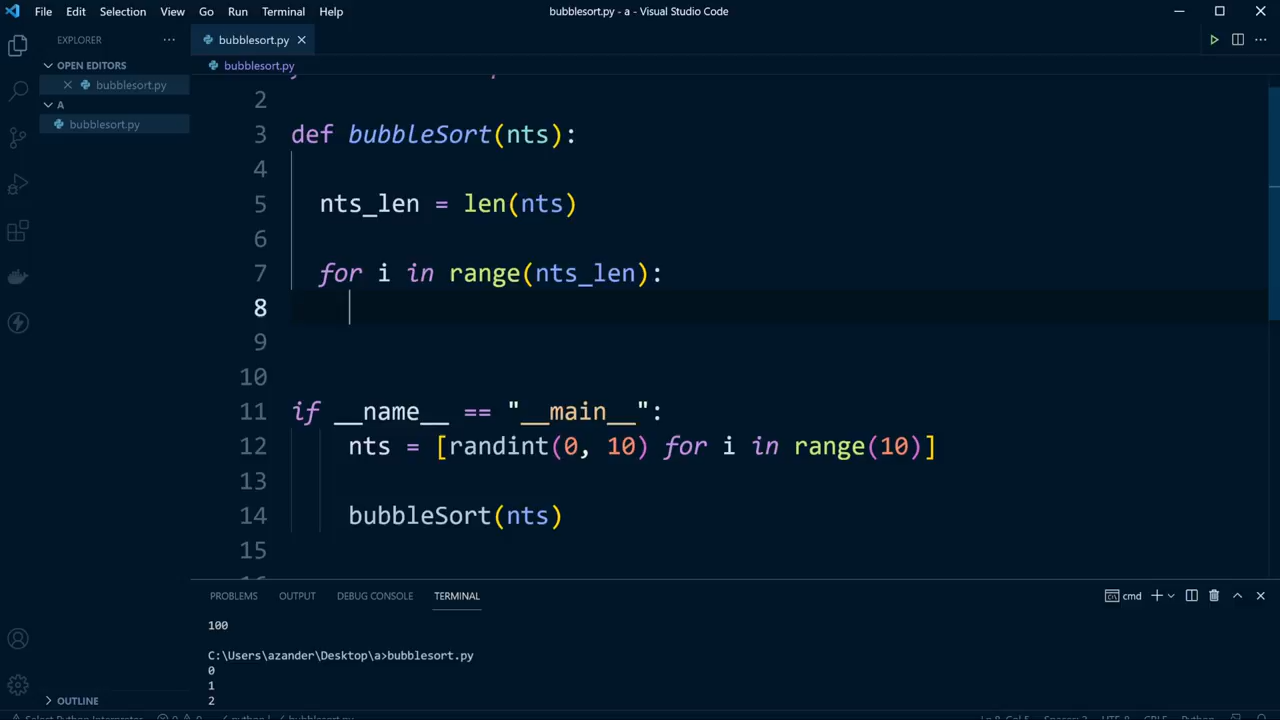 File Edit Selection View Go Run Terminal Help bubblesort.py - a - Visual Studio Code
EXPLORER ··· bubblesort.py
OPEN EDITORS
bubblesort.py
bubblesort.py
A
bubblesort.py
2
3 def bubbleSort(nts):
4
5 nts_len = len(nts)
6
7 for i in range(nts_len):
8
9
10
11 if __name__ == "__main__":
12 nts = [randint(0, 10) for i in range(10)]
13
14 bubbleSort(nts)
15
PROBLEMS OUTPUT DEBUG CONSOLE TERMINAL cmd
100
C:\Users\azander\Desktop\a>bubblesort.py
0
1
2
OUTLINE